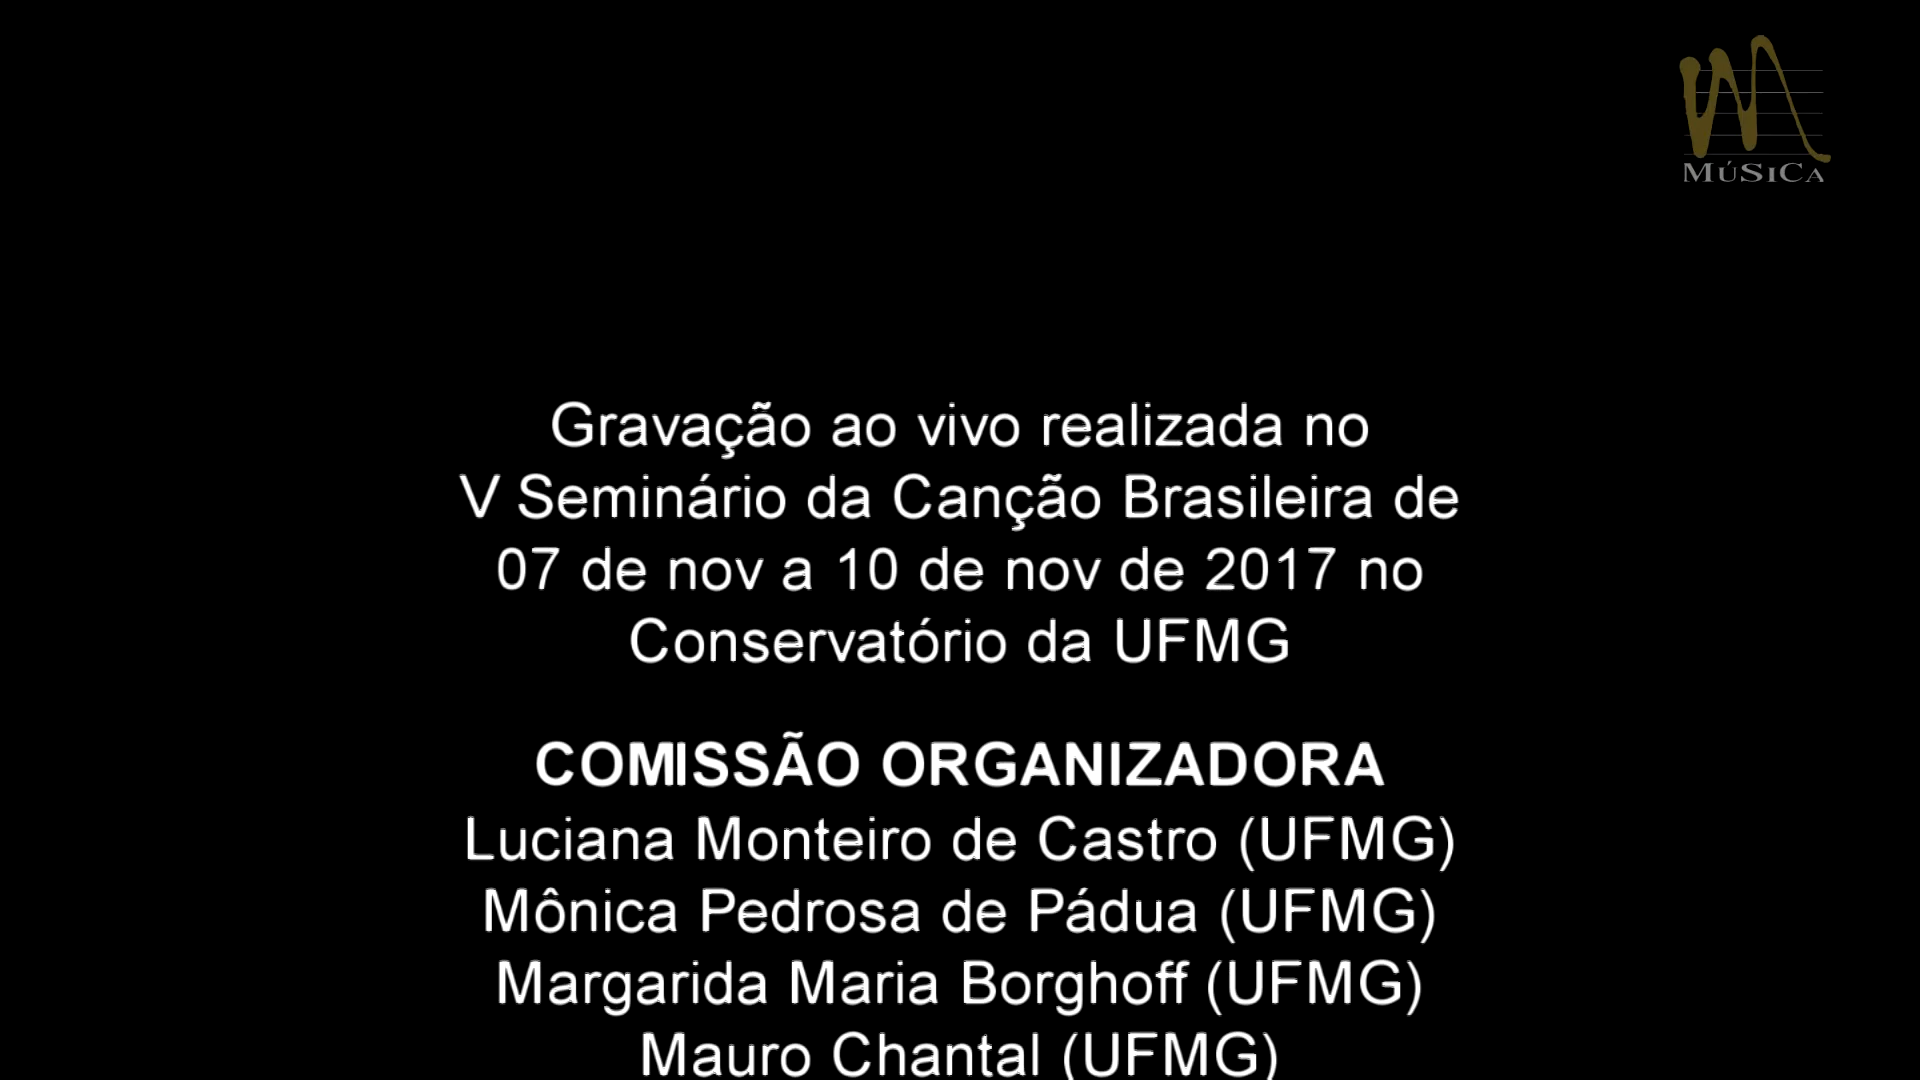 MÚSICA
Gravação ao vivo realizada no
V Seminário da Canção Brasileira de
07 de nov a 10 de nov de 2017 no
Conservatório da UFMG
COMISSÃO ORGANIZADORA
Luciana Monteiro de Castro (UFMG)
Mônica Pedrosa de Pádua (UFMG)
Margarida Maria Borghoff (UFMG)
Mauro Chantal (UFMG)